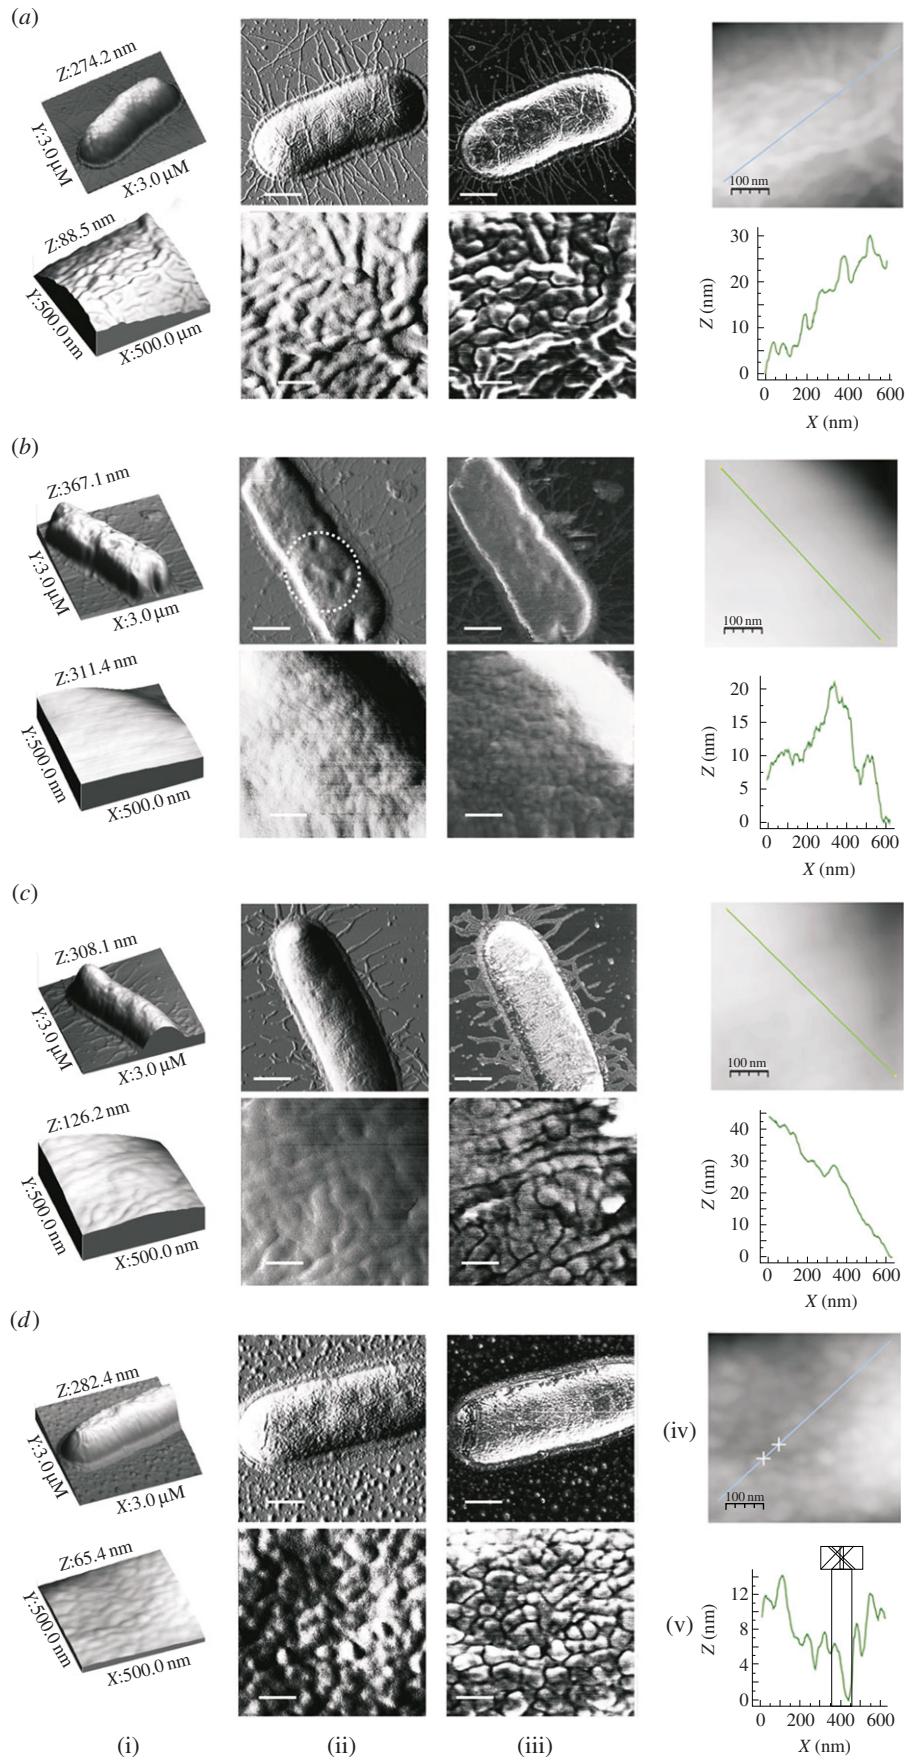 (a)
Z:274.2 nm
Y:3.0 µM
X:3.0 µM
100 nm
Z:88.5 nm
Y:500.0 nm
X:500.0 µm
30
20
10
0
Z (nm)
0 200 400 600
X (nm)
(b)
Z:367.1 nm
Y:3.0 µM
X:3.0 µm
100 nm
Z:311.4 nm
Y:500.0 nm
X:500.0 nm
20
15
10
5
0
Z (nm)
0 200 400 600
X (nm)
(c)
Z:308.1 nm
Y:3.0 µM
X:3.0 µM
100 nm
Z:126.2 nm
Y:500.0 nm
X:500.0 nm
40
30
20
10
0
Z (nm)
0 200 400 600
X (nm)
(d)
Z:282.4 nm
Y:3.0 µM
X:3.0 µM
(iv)
100 nm
Z:65.4 nm
Y:500.0 nm
X:500.0 nm
(v)
12
8
4
0
Z (nm)
0 200 400 600
X (nm)
(i) (ii) (iii)